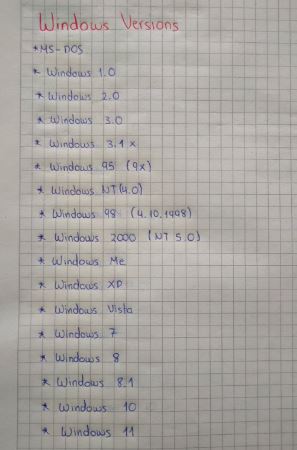 Windows Versions
*MS-DOS
* Windows 1.0
* Windows 2.0
* Windows 3.0
* Windows 3.1x
* Windows 95 (9x)
* Windows NT(4.0)
* Windows 98 (4.10.1998)
* Windows 2000 (NT 5.0)
* Windows Me
* Windows XP
* Windows Vista
* Windows 7
* Windows 8
* Windows 8.1
* Windows 10
* Windows 11